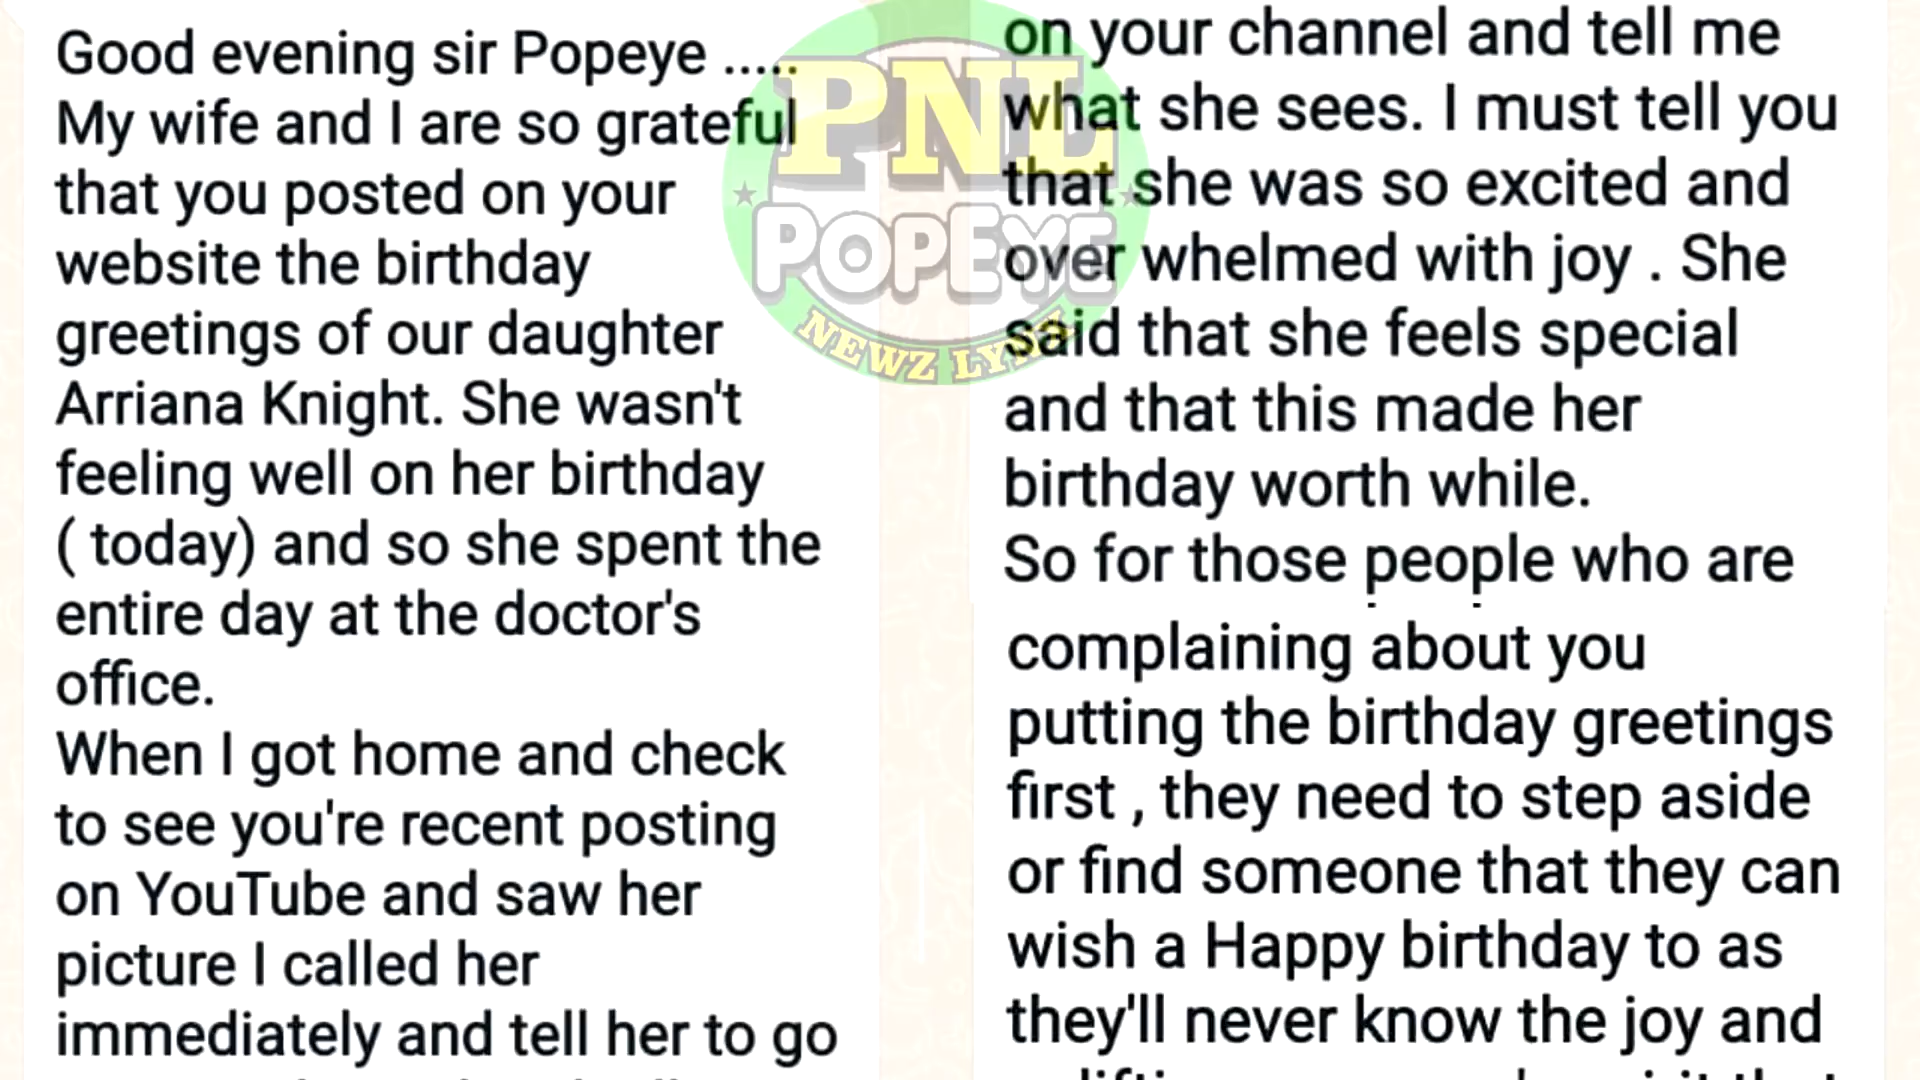 Good evening sir Popeye .....
My wife and I are so grateful
that you posted on your
website the birthday
greetings of our daughter
Arriana Knight. She wasn't
feeling well on her birthday
( today) and so she spent the
entire day at the doctor's
office.
When I got home and check
to see you're recent posting
on YouTube and saw her
picture I called her
immediately and tell her to go
on your channel and tell me
what she sees. I must tell you
that she was so excited and
over whelmed with joy . She
said that she feels special
and that this made her
birthday worth while.
So for those people who are
complaining about you
putting the birthday greetings
first , they need to step aside
or find someone that they can
wish a Happy birthday to as
they'll never know the joy and
PNL
POPEYE
NEWZ LYNX